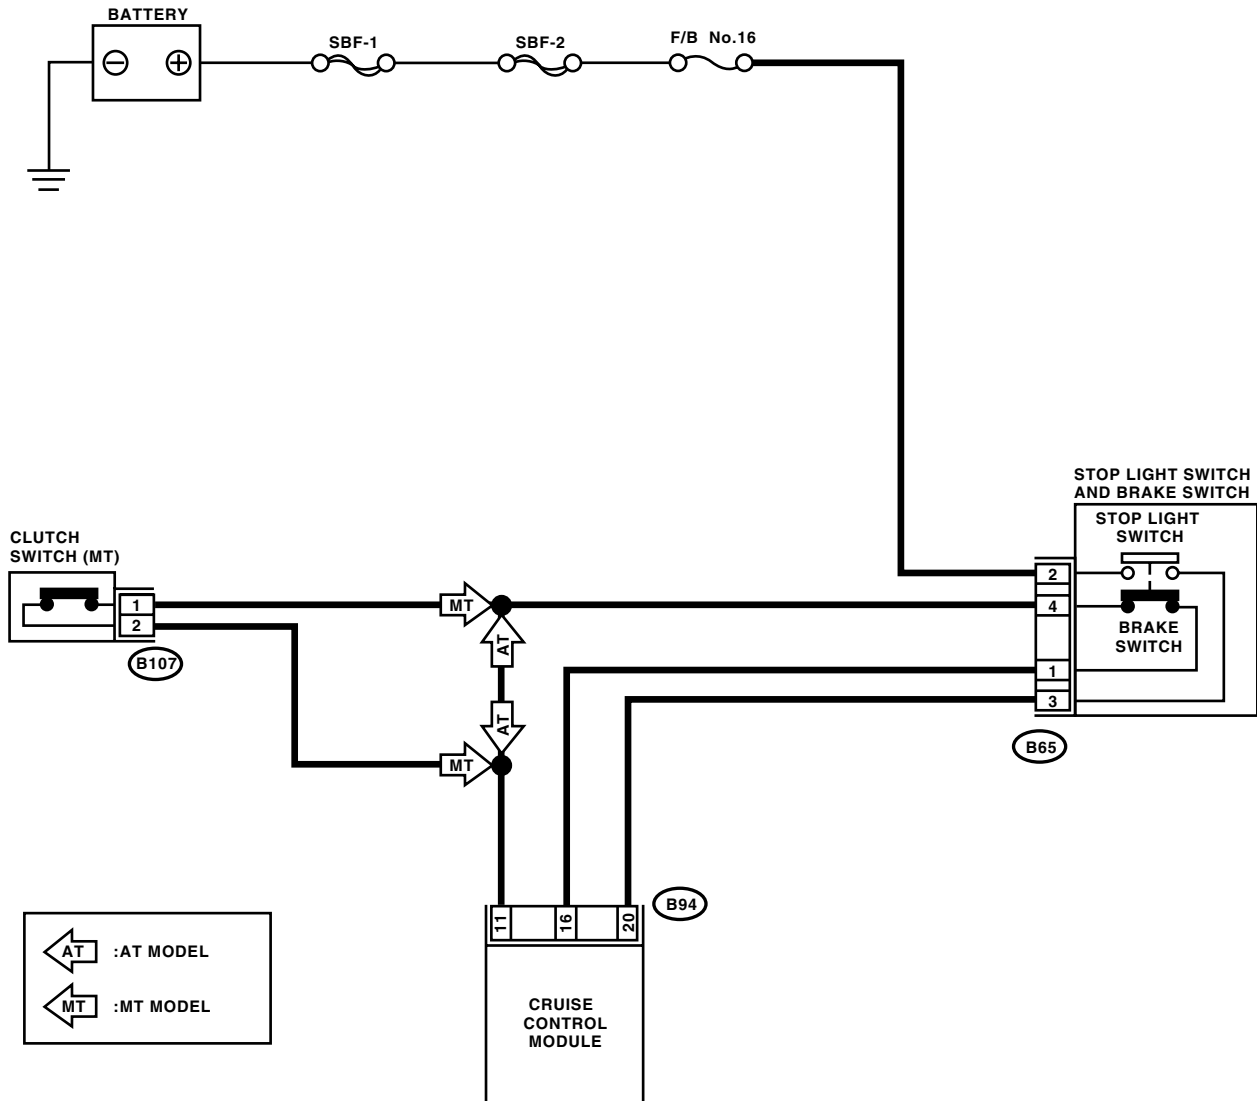 BATTERY
SBF-1
SBF-2
F/B No.16
STOP LIGHT SWITCH
AND BRAKE SWITCH
STOP LIGHT
SWITCH
2
4
BRAKE
SWITCH
1
3
B65
CLUTCH
SWITCH (MT)
1
2
B107
MT
AT
AT
MT
B94
11
16
20
CRUISE
CONTROL
MODULE
AT :AT MODEL
MT :MT MODEL